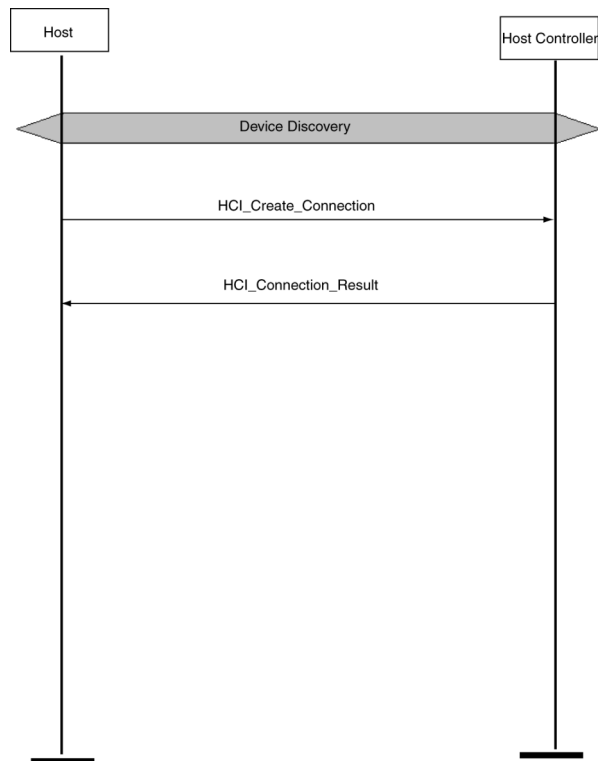 Host
Host Controller
Device Discovery
HCI_Create_Connection
HCI_Connection_Result